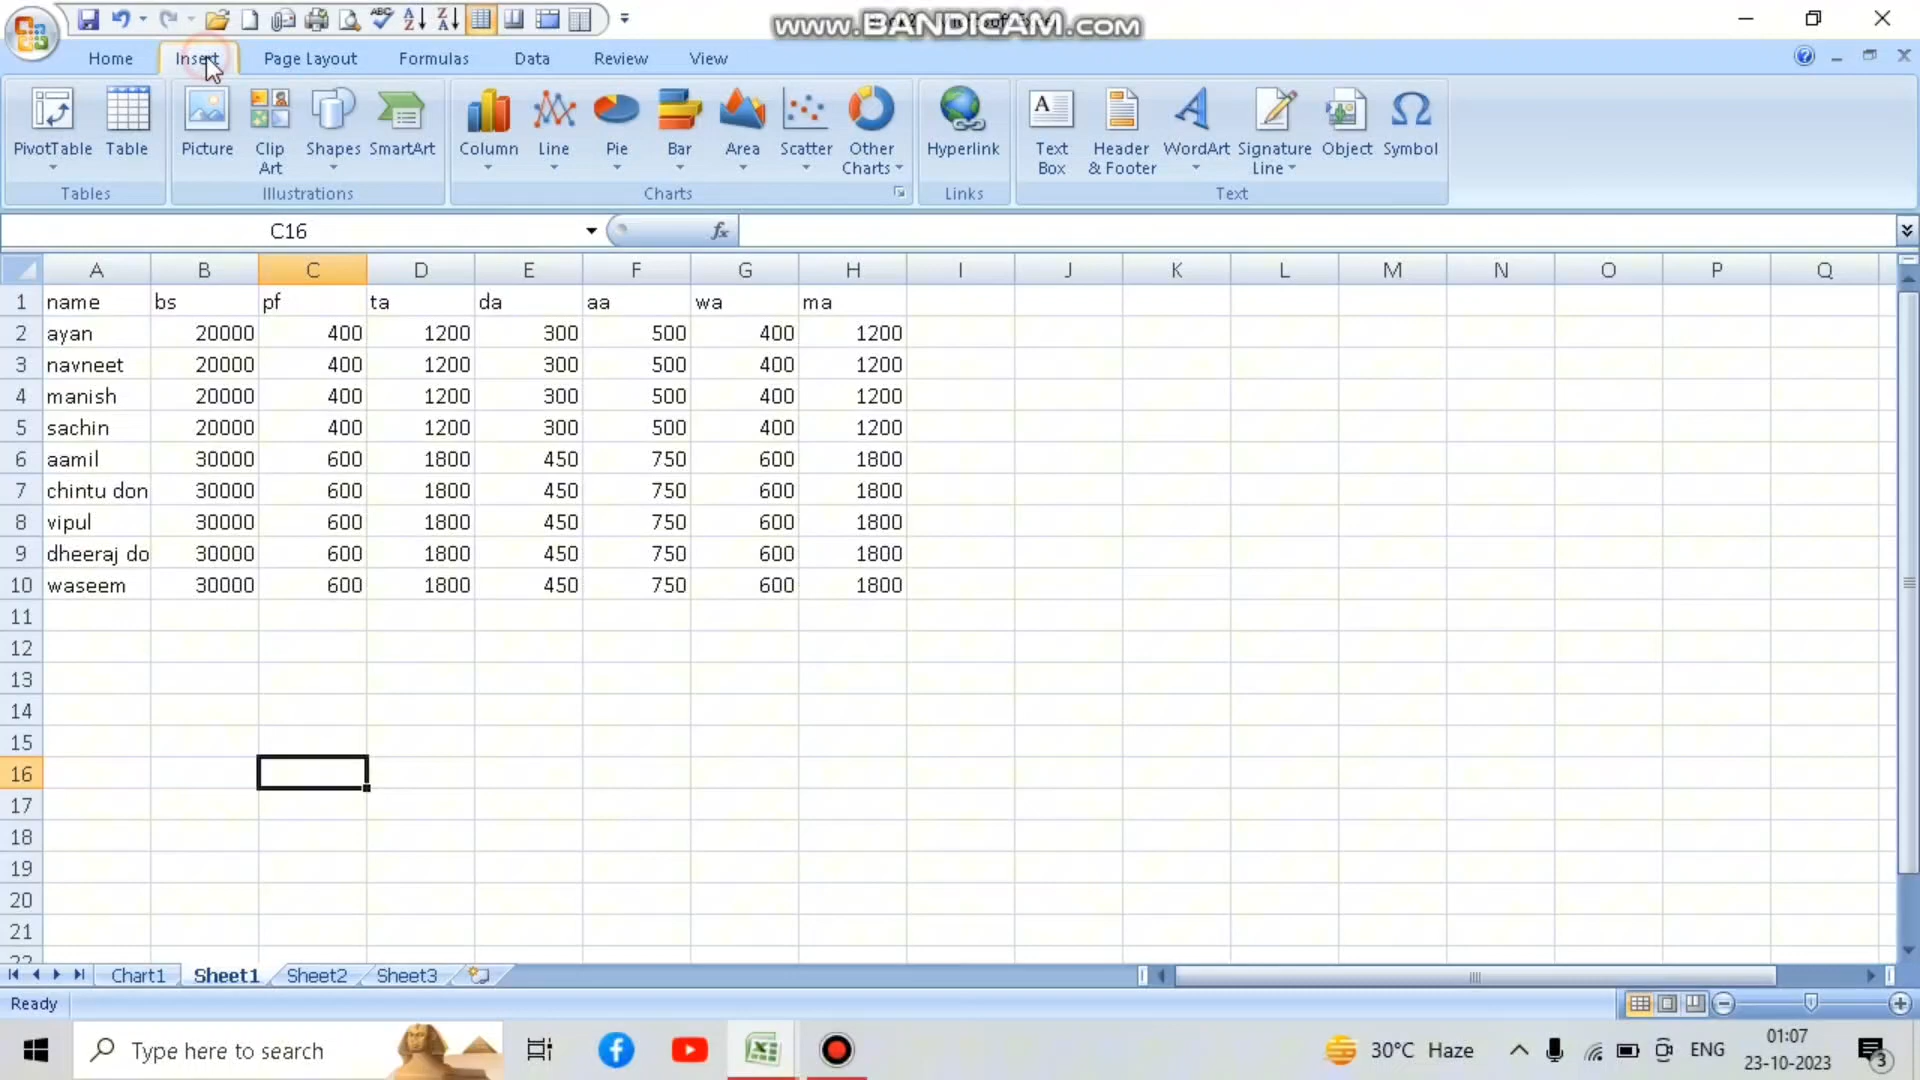 www.BANDICAM.com
Home Insert Page Layout Formulas Data Review View
PivotTable Table Picture Clip Art Shapes SmartArt Column Line Pie Bar Area Scatter Other Charts Hyperlink Text Box Header & Footer WordArt Signature Line Object Symbol
Tables Illustrations Charts Links Text
C16 fx
A B C D E F G H I J K L M N O P Q
1 name bs pf ta da aa wa ma
2 ayan 20000 400 1200 300 500 400 1200
3 navneet 20000 400 1200 300 500 400 1200
4 manish 20000 400 1200 300 500 400 1200
5 sachin 20000 400 1200 300 500 400 1200
6 aamil 30000 600 1800 450 750 600 1800
7 chintu don 30000 600 1800 450 750 600 1800
8 vipul 30000 600 1800 450 750 600 1800
9 dheeraj do 30000 600 1800 450 750 600 1800
10 waseem 30000 600 1800 450 750 600 1800
11
12
13
14
15
16
17
18
19
20
21
22
Chart1 Sheet1 Sheet2 Sheet3
Ready
Type here to search 30°C Haze ENG 01:07 3
23-10-2023